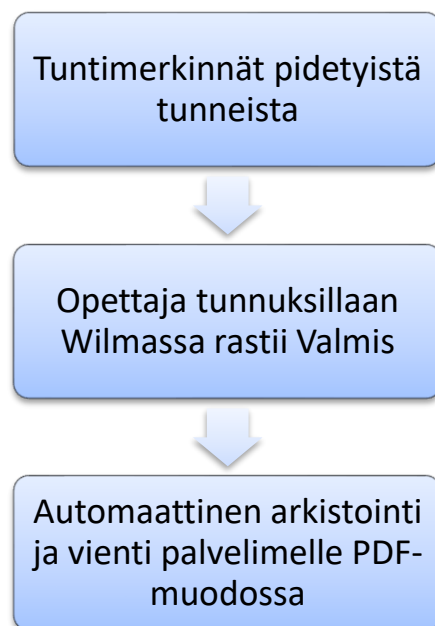 Tuntimerkinnät pidetyistä
tunneista
Opettaja tunnuksillaan
Wilmassa rastii Valmis
Automaattinen arkistointi
ja vienti palvelimelle PDF-
muodossa